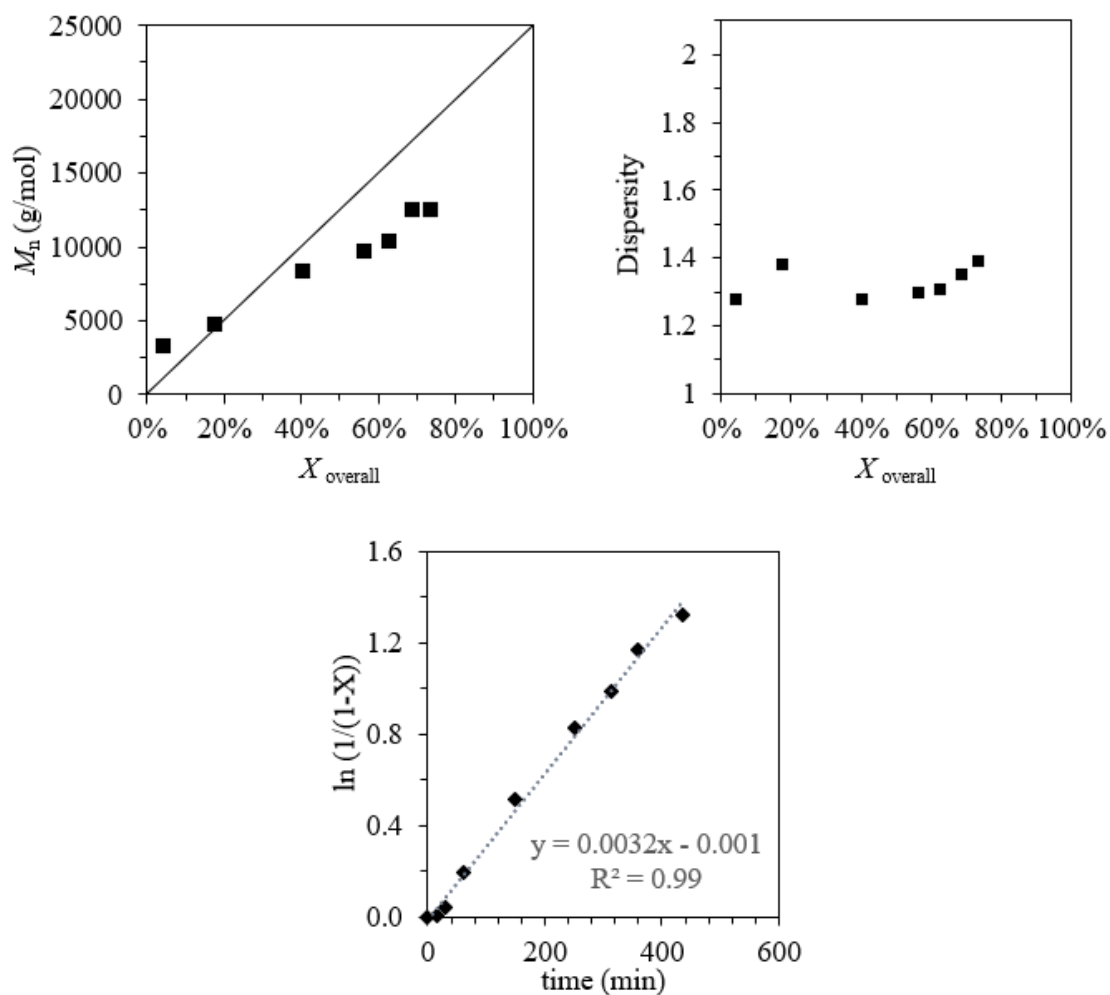 25000
20000
15000
10000
5000
0
Mn (g/mol)
0% 20% 40% 60% 80% 100%
X overall
2
1.8
1.6
1.4
1.2
1
Dispersity
0% 20% 40% 60% 80% 100%
X overall
1.6
1.2
0.8
0.4
0.0
ln (1/(1-X))
y = 0.0032x - 0.001
R² = 0.99
0 200 400 600
time (min)